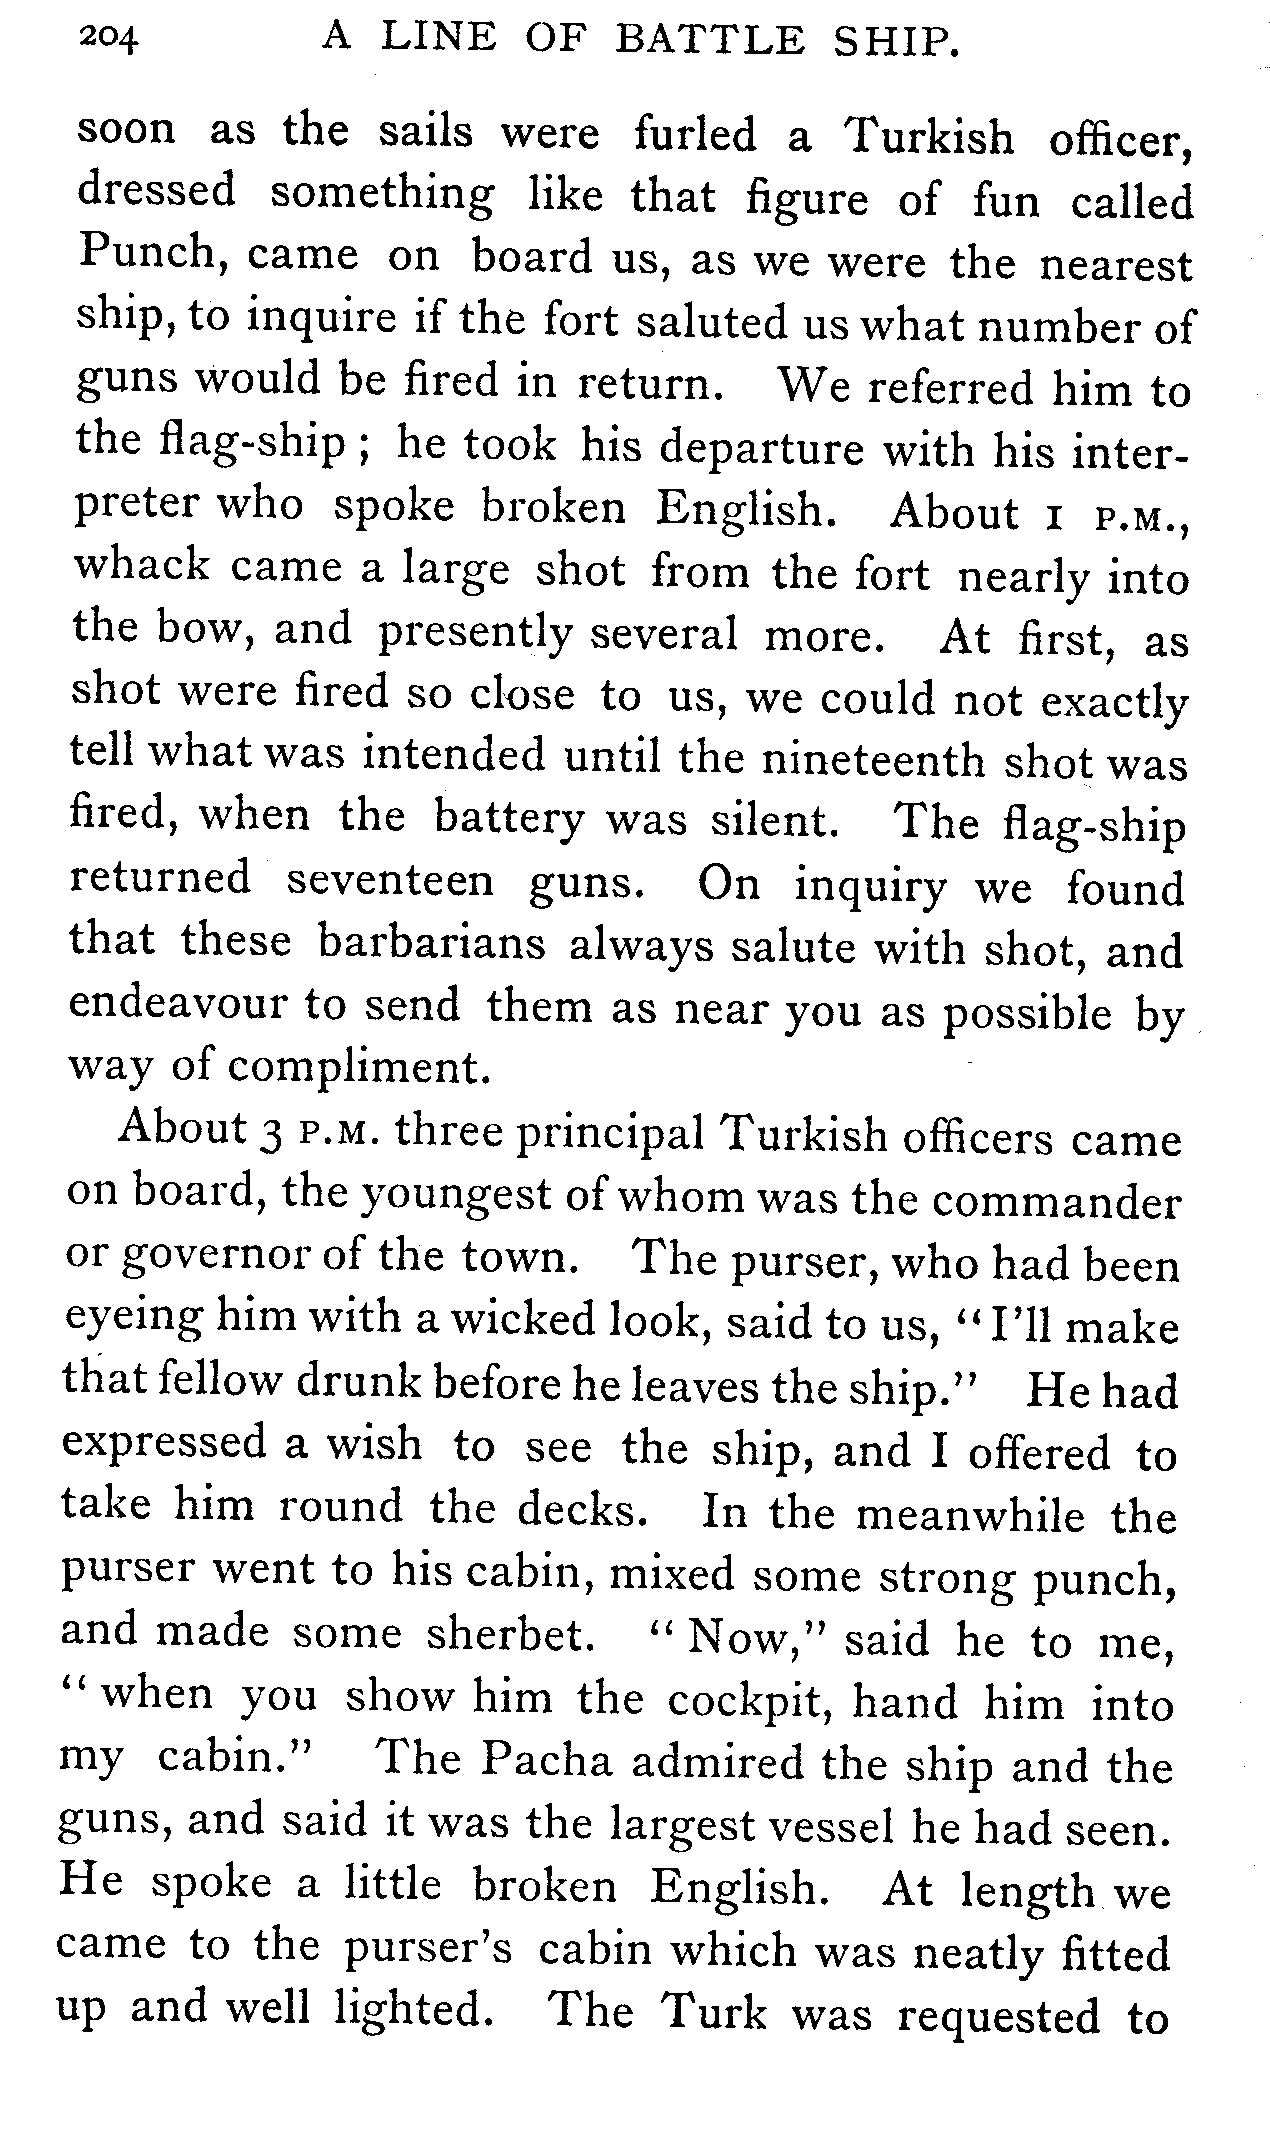 204 A LINE OF BATTLE SHIP.
soon as the sails were furled a Turkish officer,
dressed something like that figure of fun called
Punch, came on board us, as we were the nearest
ship, to inquire if the fort saluted us what number of
guns would be fired in return. We referred him to
the flag-ship ; he took his departure with his inter-
preter who spoke broken English. About 1 P.M.,
whack came a large shot from the fort nearly into
the bow, and presently several more. At first, as
shot were fired so close to us, we could not exactly
tell what was intended until the nineteenth shot was
fired, when the battery was silent. The flag-ship
returned seventeen guns. On inquiry we found
that these barbarians always salute with shot, and
endeavour to send them as near you as possible by
way of compliment.
About 3 P.M. three principal Turkish officers came
on board, the youngest of whom was the commander
or governor of the town. The purser, who had been
eyeing him with a wicked look, said to us, “ I’ll make
that fellow drunk before he leaves the ship.” He had
expressed a wish to see the ship, and I offered to
take him round the decks. In the meanwhile the
purser went to his cabin, mixed some strong punch,
and made some sherbet. “ Now,” said he to me,
“ when you show him the cockpit, hand him into
my cabin.” The Pacha admired the ship and the
guns, and said it was the largest vessel he had seen.
He spoke a little broken English. At length we
came to the purser’s cabin which was neatly fitted
up and well lighted. The Turk was requested to